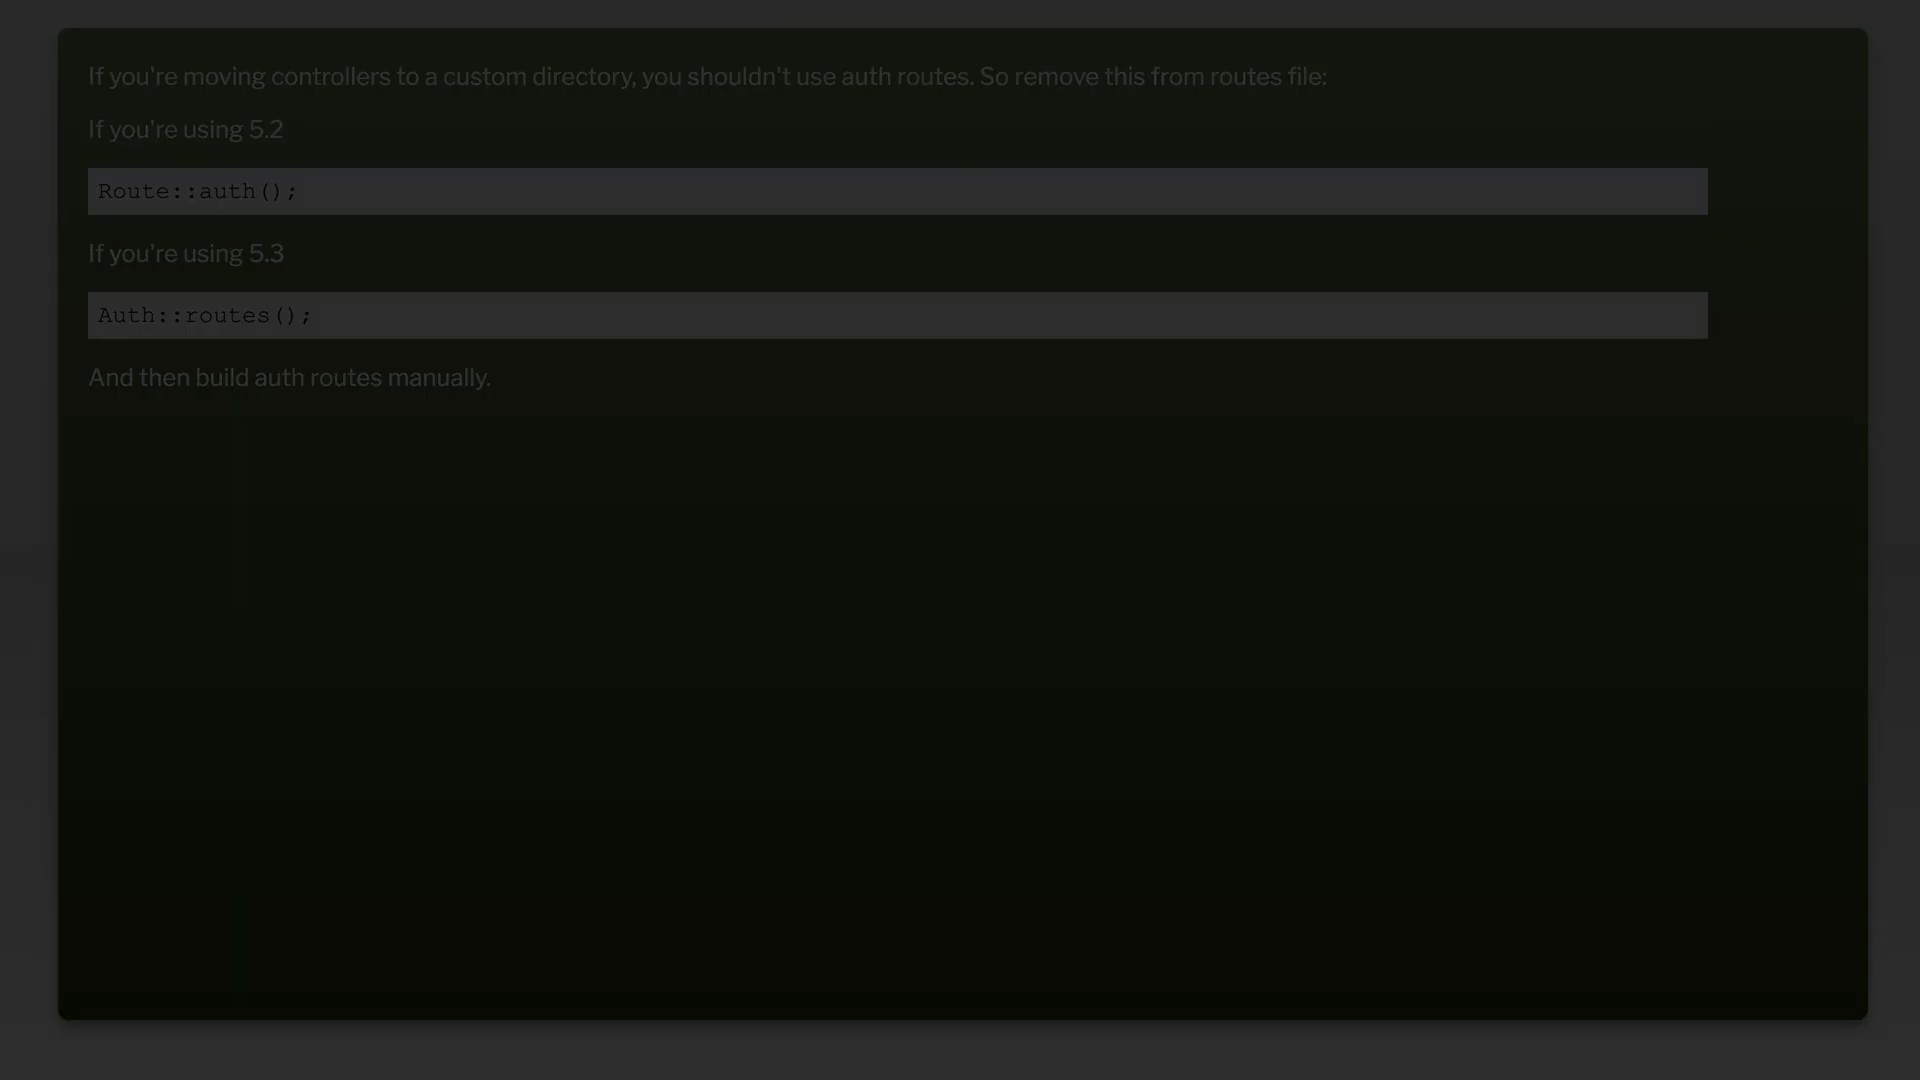 If you're moving controllers to a custom directory, you shouldn't use auth routes. So remove this from routes file:
If you're using 5.2
Route::auth();
If you're using 5.3
Auth::routes();
And then build auth routes manually.